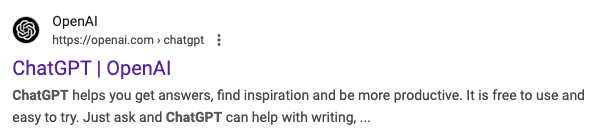 OpenAI
https://openai.com › chatgpt
ChatGPT | OpenAI
ChatGPT helps you get answers, find inspiration and be more productive. It is free to use and
easy to try. Just ask and ChatGPT can help with writing, ...